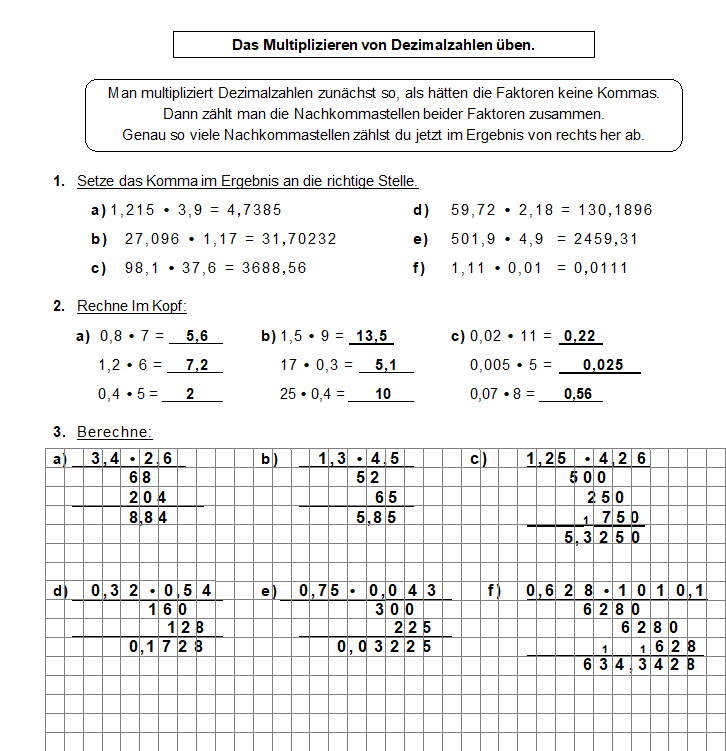 Das Multiplizieren von Dezimalzahlen üben.
Man multipliziert Dezimalzahlen zunächst so, als hätten die Faktoren keine Kommas.
Dann zählt man die Nachkommastellen beider Faktoren zusammen.
Genau so viele Nachkommastellen zählst du jetzt im Ergebnis von rechts her ab.
1. Setze das Komma im Ergebnis an die richtige Stelle.
a) 1,215 • 3,9 = 4,7385 d) 59,72 • 2,18 = 130,1896
b) 27,096 • 1,17 = 31,70232 e) 501,9 • 4,9 = 2459,31
c) 98,1 • 37,6 = 3688,56 f) 1,11 • 0,01 = 0,0111
2. Rechne Im Kopf:
a) 0,8 • 7 = 5,6 b) 1,5 • 9 = 13,5 c) 0,02 • 11 = 0,22
1,2 • 6 = 7,2 17 • 0,3 = 5,1 0,005 • 5 = 0,025
0,4 • 5 = 2 25 • 0,4 = 10 0,07 • 8 = 0,56
3. Berechne:
a) 3,4 • 2,6 b) 1,3 • 4,5 c) 1,25 • 4,26
68 52 500
204 65 250
8,84 5,85 1 750
5,3250
d) 0,32 • 0,54 e) 0,75 • 0,043 f) 0,628 • 1010,1
160 300 6280
128 225 6280
0,1728 0,03225 1 1 628
634,3428